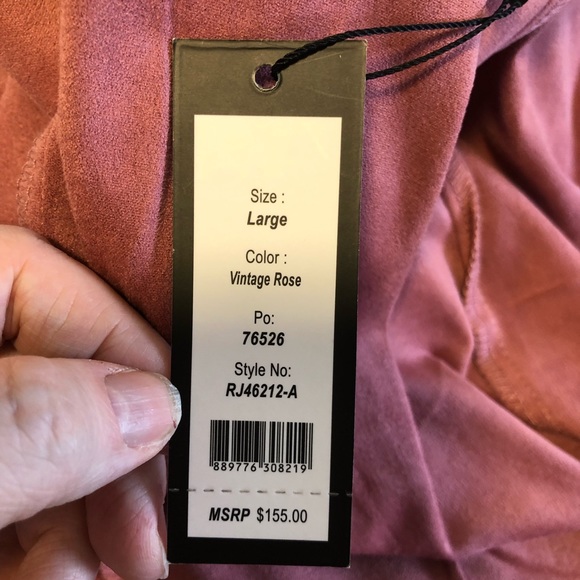 Size :
Large
Color :
Vintage Rose
Po:
76526
Style No:
RJ46212-A
889776 308219
MSRP $155.00